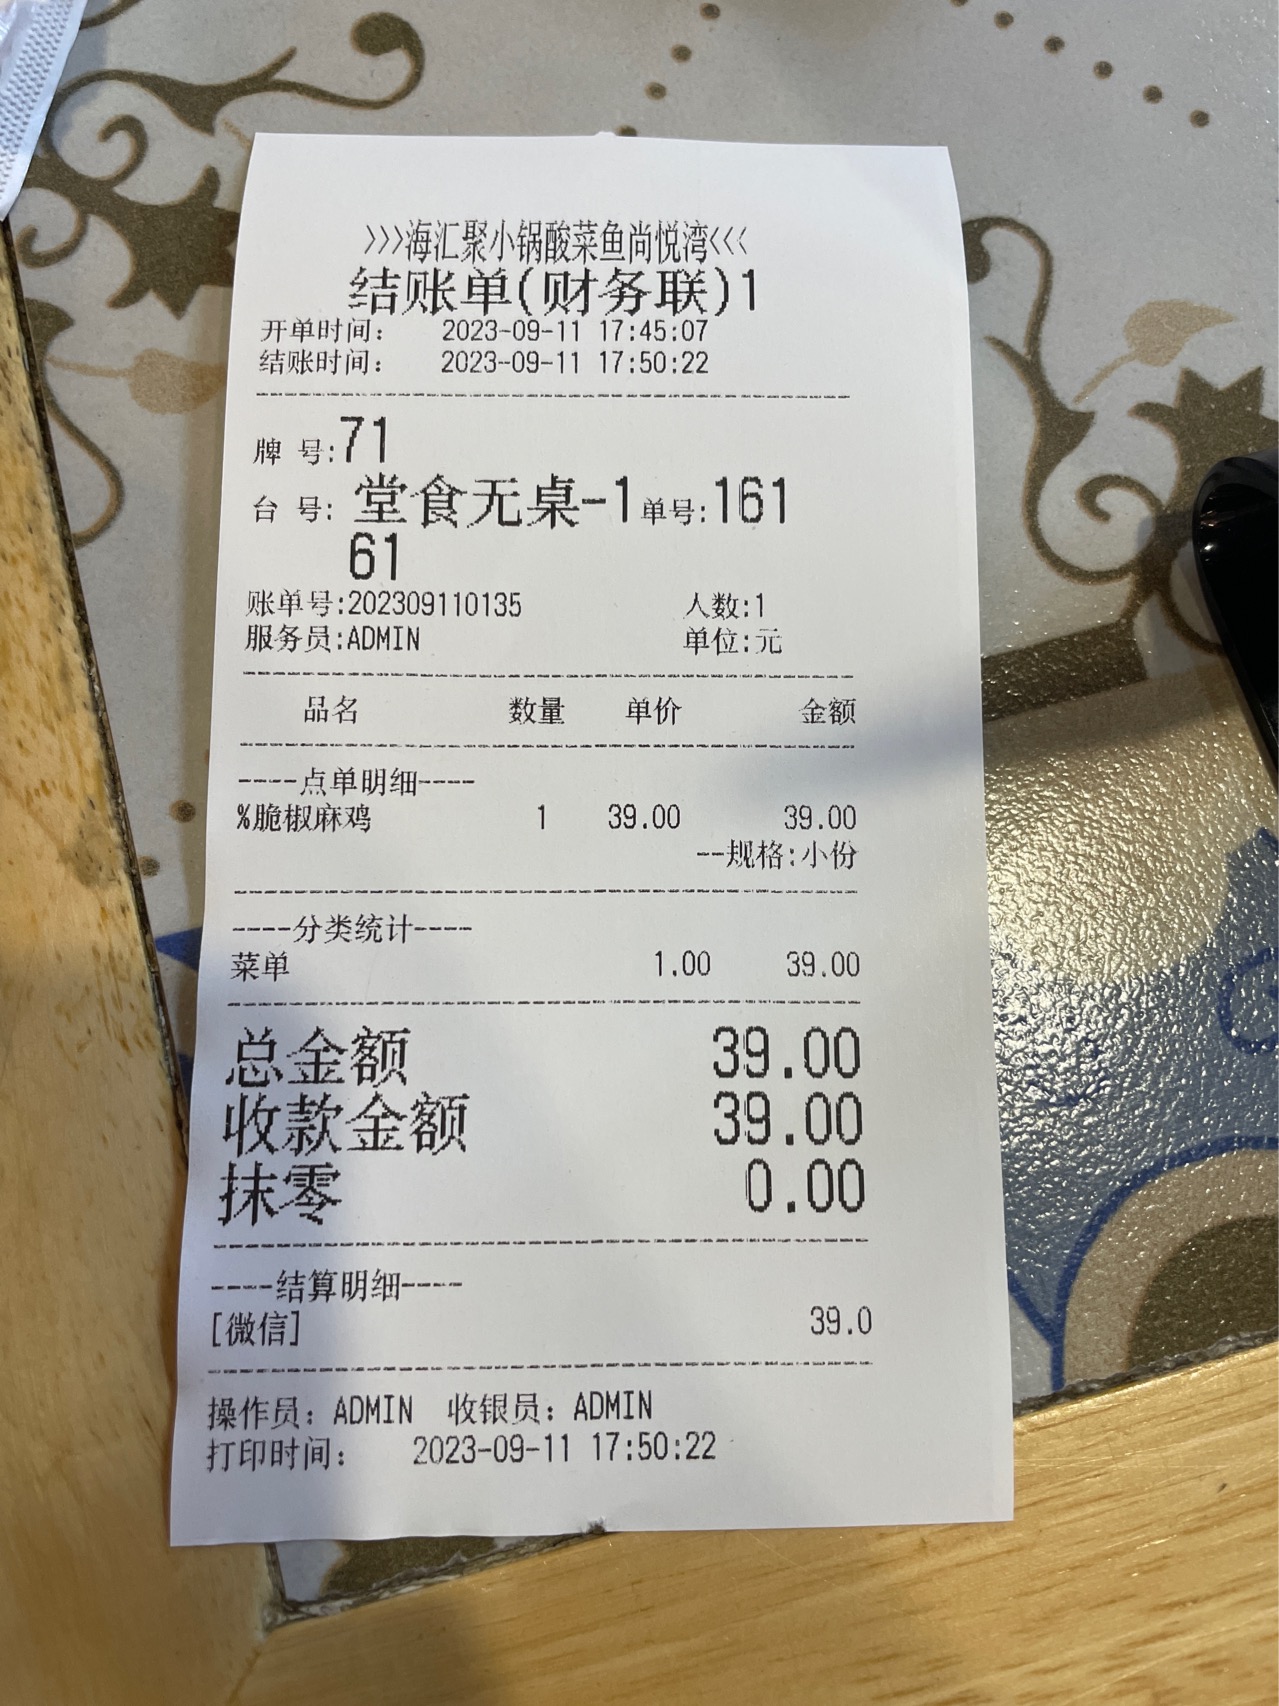 >>>海汇聚小锅酸菜鱼尚悦湾<<<
结账单(财务联)1
开单时间: 2023-09-11 17:45:07
结账时间: 2023-09-11 17:50:22
牌 号:71
台 号: 堂食无桌-1 单号:161
61
账单号:202309110135 人数:1
服务员:ADMIN 单位:元
品名 数量 单价 金额
----点单明细----
%脆椒麻鸡 1 39.00 39.00
--规格:小份
----分类统计----
菜单 1.00 39.00
总金额 39.00
收款金额 39.00
抹零 0.00
----结算明细----
[微信] 39.0
操作员: ADMIN 收银员: ADMIN
打印时间: 2023-09-11 17:50:22